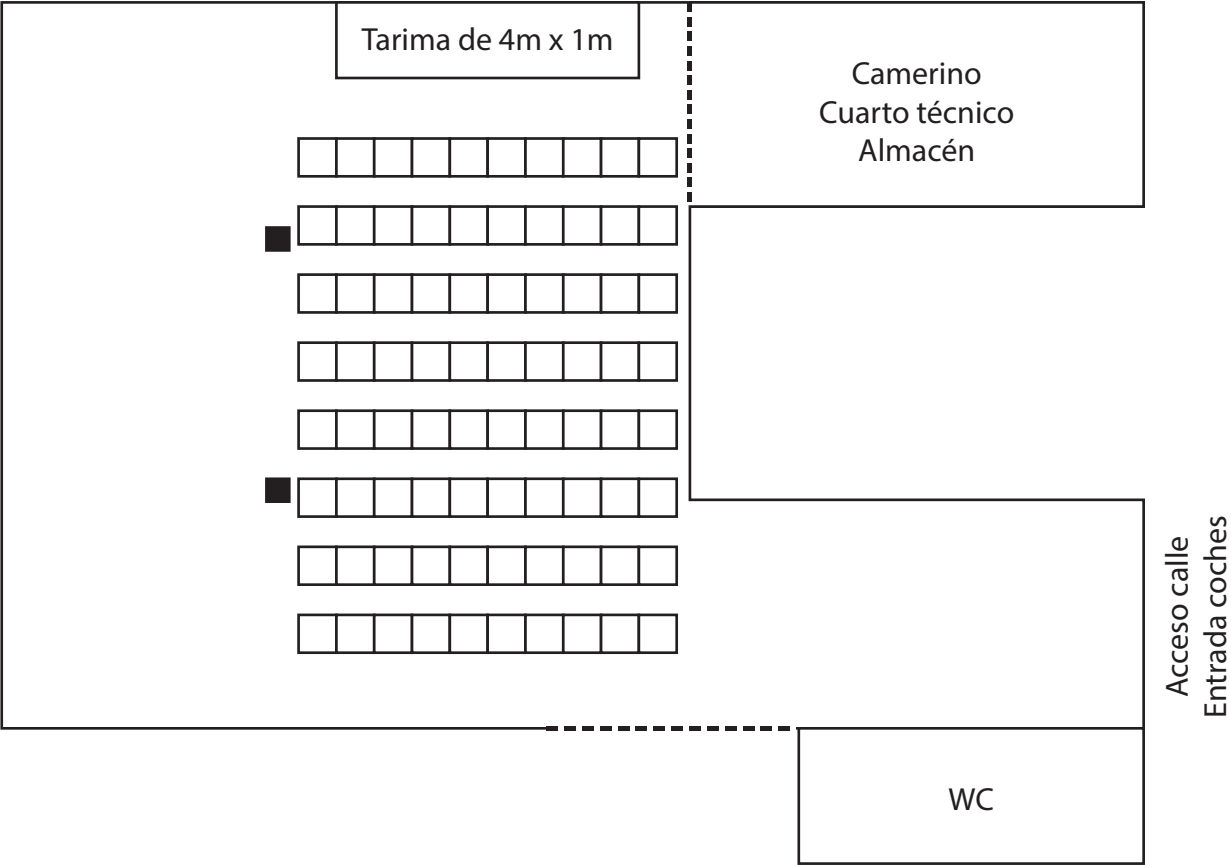 Tarima de 4m x 1m
Camerino
Cuarto técnico
Almacén
Acceso calle
Entrada coches
WC